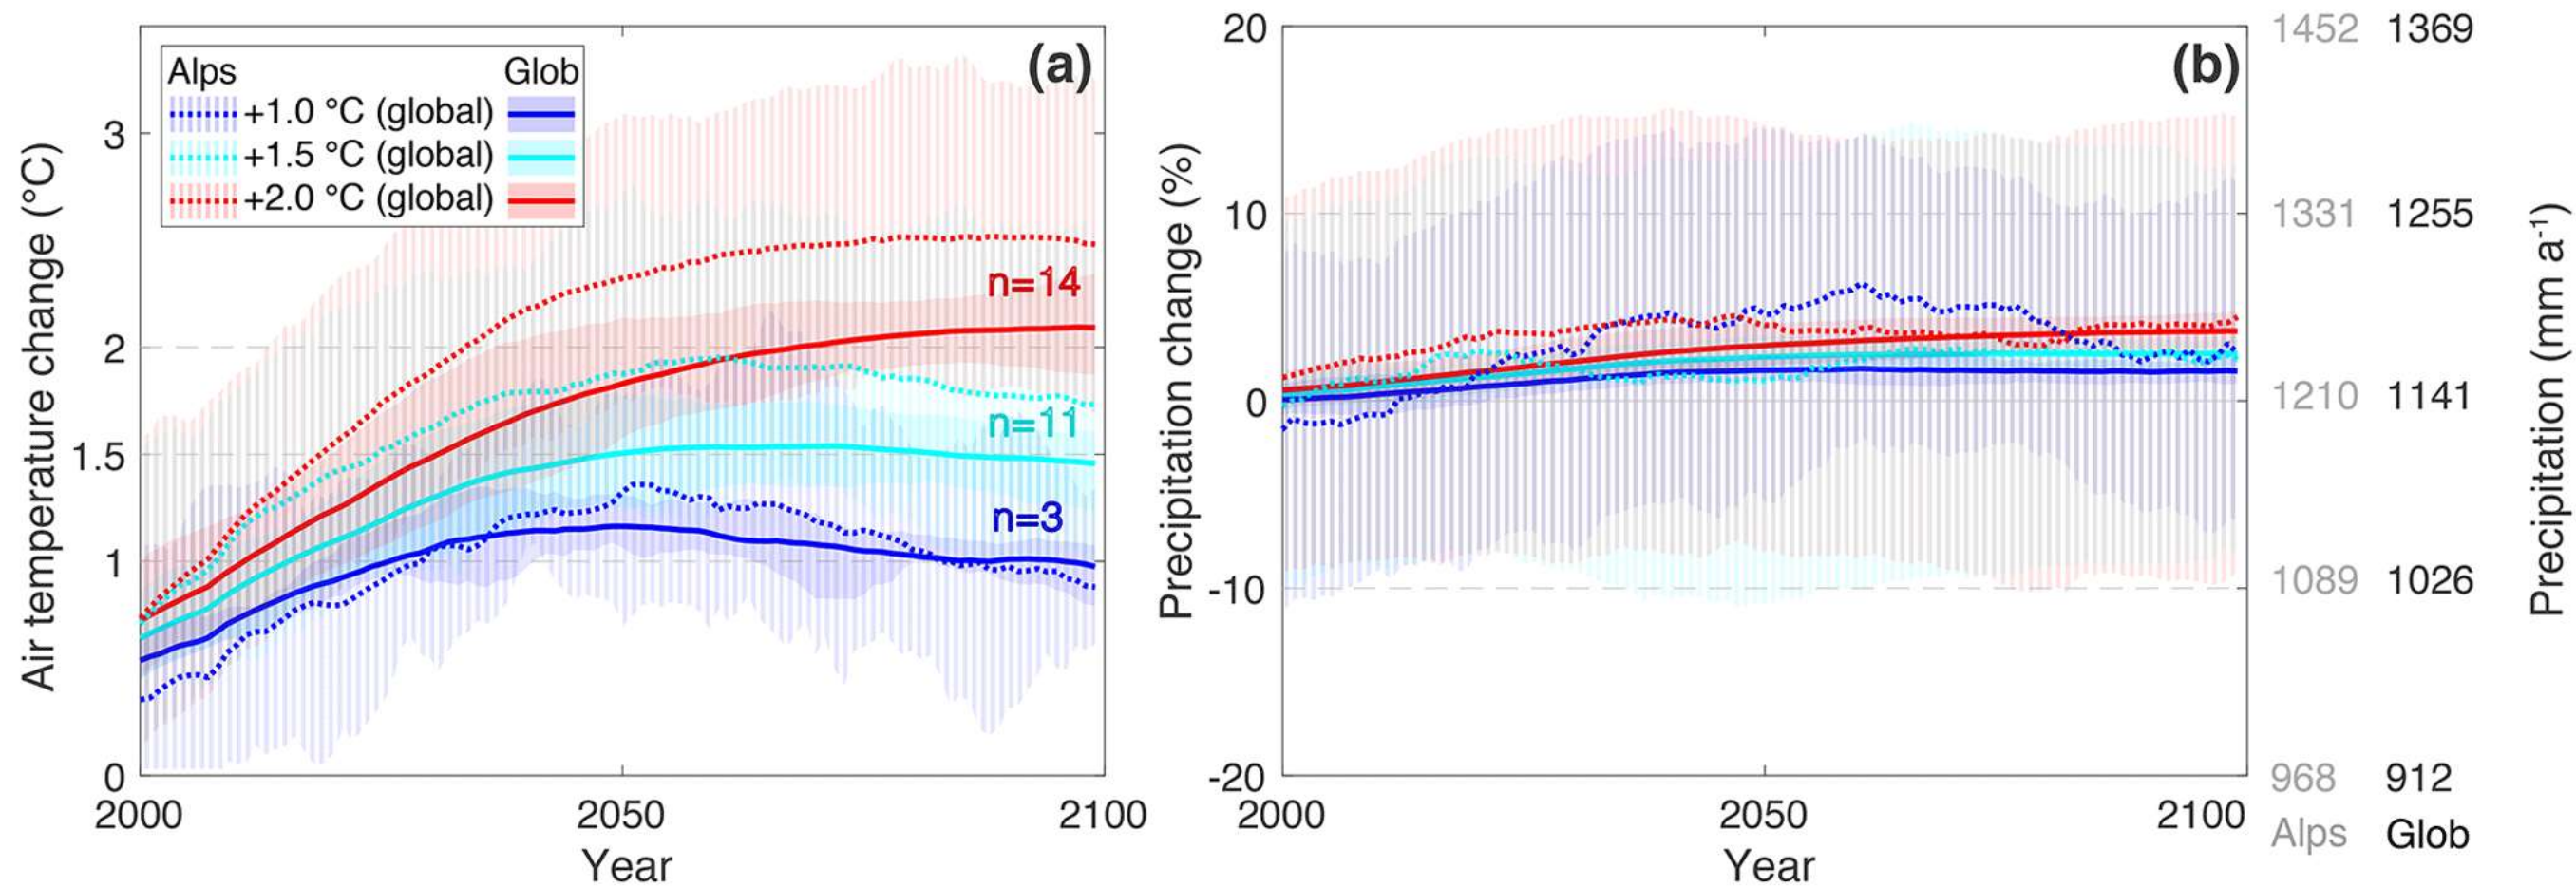 Air temperature change (°C)
3
2
1.5
1
0
2000
2050
2100
Year
Alps Glob
+1.0 °C (global)
+1.5 °C (global)
+2.0 °C (global)
(a)
n=14
n=11
n=3
Precipitation change (%)
20
10
0
-10
-20
2000
2050
2100
Year
(b)
1452 1369
1331 1255
1210 1141
1089 1026
968 912
Alps Glob
Precipitation (mm a⁻¹)